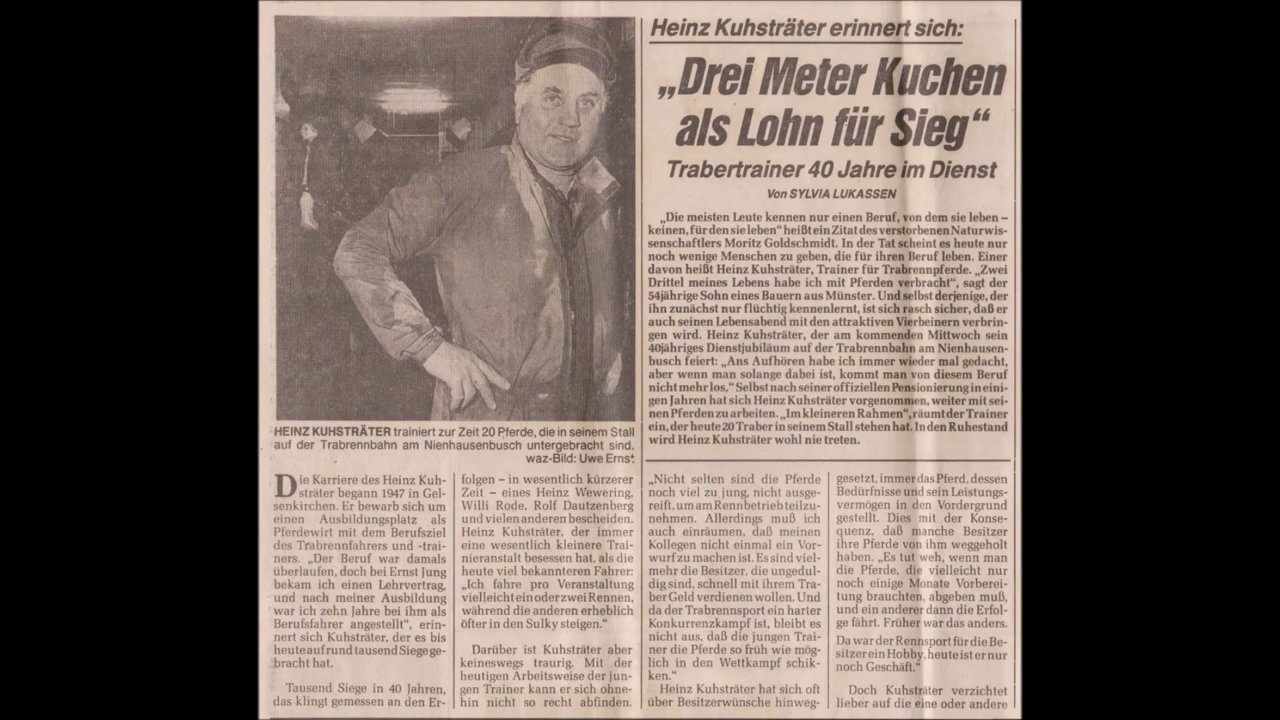 Heinz Kuhsträter erinnert sich:
„Drei Meter Kuchen
als Lohn für Sieg“
Trabertrainer 40 Jahre im Dienst
Von SYLVIA LUKASSEN
„Die meisten Leute kennen nur einen Beruf, von dem sie leben –
keinen, für den sie leben“ heißt ein Zitat des verstorbenen Naturwis-
senschaftlers Moritz Goldschmidt. In der Tat scheint es heute nur
noch wenige Menschen zu geben, die für ihren Beruf leben. Einer
davon heißt Heinz Kuhsträter, Trainer für Trabrennpferde. „Zwei
Drittel meines Lebens habe ich mit Pferden verbracht“, sagt der
54jährige Sohn eines Bauern aus Münster. Und selbst derjenige, der
ihn zunächst nur flüchtig kennenlernt, ist sich rasch sicher, daß er
auch seinen Lebensabend mit den attraktiven Vierbeinern verbrin-
gen wird. Heinz Kuhsträter, der am kommenden Mittwoch sein
40jähriges Dienstjubiläum auf der Trabrennbahn am Nienhausen-
busch feiert: „Ans Aufhören habe ich immer wieder mal gedacht,
aber wenn man solange dabei ist, kommt man von diesem Beruf
nicht mehr los.“ Selbst nach seiner offiziellen Pensionierung in eini-
gen Jahren hat sich Heinz Kuhsträter vorgenommen, weiter mit sei-
nen Pferden zu arbeiten. „Im kleineren Rahmen“, räumt der Trainer
ein, der heute 20 Traber in seinem Stall stehen hat. In den Ruhestand
wird Heinz Kuhsträter wohl nie treten.
HEINZ KUHSTRÄTER trainiert zur Zeit 20 Pferde, die in seinem Stall
auf der Trabrennbahn am Nienhausenbusch untergebracht sind.
waz-Bild: Uwe Ernst
Die Karriere des Heinz Kuh-
sträter begann 1947 in Gel-
senkirchen. Er bewarb sich um
einen Ausbildungsplatz als
Pferdewirt mit dem Berufsziel
des Trabrennfahrers und -trai-
ners. „Der Beruf war damals
überlaufen, doch bei Ernst Jung
bekam ich einen Lehrvertrag,
und nach meiner Ausbildung
war ich zehn Jahre bei ihm als
Berufsfahrer angestellt“, erin-
nert sich Kuhsträter, der es bis
heute auf rund tausend Siege ge-
bracht hat.
Tausend Siege in 40 Jahren,
das klingt gemessen an den Er-
folgen – in wesentlich kürzerer
Zeit – eines Heinz Wewering,
Willi Rode, Rolf Dautzenberg
und vielen anderen bescheiden.
Heinz Kuhsträter, der immer
eine wesentlich kleinere Trai-
nieranstalt besessen hat, als die
heute viel bekannteren Fahrer:
„Ich fahre pro Veranstaltung
vielleicht ein oder zwei Rennen,
während die anderen erheblich
öfter in den Sulky steigen.“
Darüber ist Kuhsträter aber
keineswegs traurig. Mit der
heutigen Arbeitsweise der jun-
gen Trainer kann er sich ohne-
hin nicht so recht abfinden.
„Nicht selten sind die Pferde
noch viel zu jung, nicht ausge-
reift, um am Rennbetrieb teilzu-
nehmen. Allerdings muß ich
auch einräumen, daß meinen
Kollegen nicht einmal ein Vor-
wurf zu machen ist. Es sind viel-
mehr die Besitzer, die ungedul-
dig sind, schnell mit ihrem Tra-
ber Geld verdienen wollen. Und
da der Trabrennsport ein harter
Konkurrenzkampf ist, bleibt es
nicht aus, daß die jungen Trai-
ner die Pferde so früh wie mög-
lich in den Wettkampf schik-
ken.“
Heinz Kuhsträter hat sich oft
über Besitzerwünsche hinweg-
gesetzt, immer das Pferd, dessen
Bedürfnisse und sein Leistungs-
vermögen in den Vordergrund
gestellt. Dies mit der Konse-
quenz, daß manche Besitzer
ihre Pferde von ihm weggeholt
haben. „Es tut weh, wenn man
die Pferde, die vielleicht nur
noch einige Monate Vorberei-
tung brauchten, abgeben muß,
und ein anderer dann die Erfol-
ge fährt. Früher war das anders.
Da war der Rennsport für die Be-
sitzer ein Hobby, heute ist er nur
noch Geschäft.“
Doch Kuhsträter verzichtet
lieber auf die eine oder andere